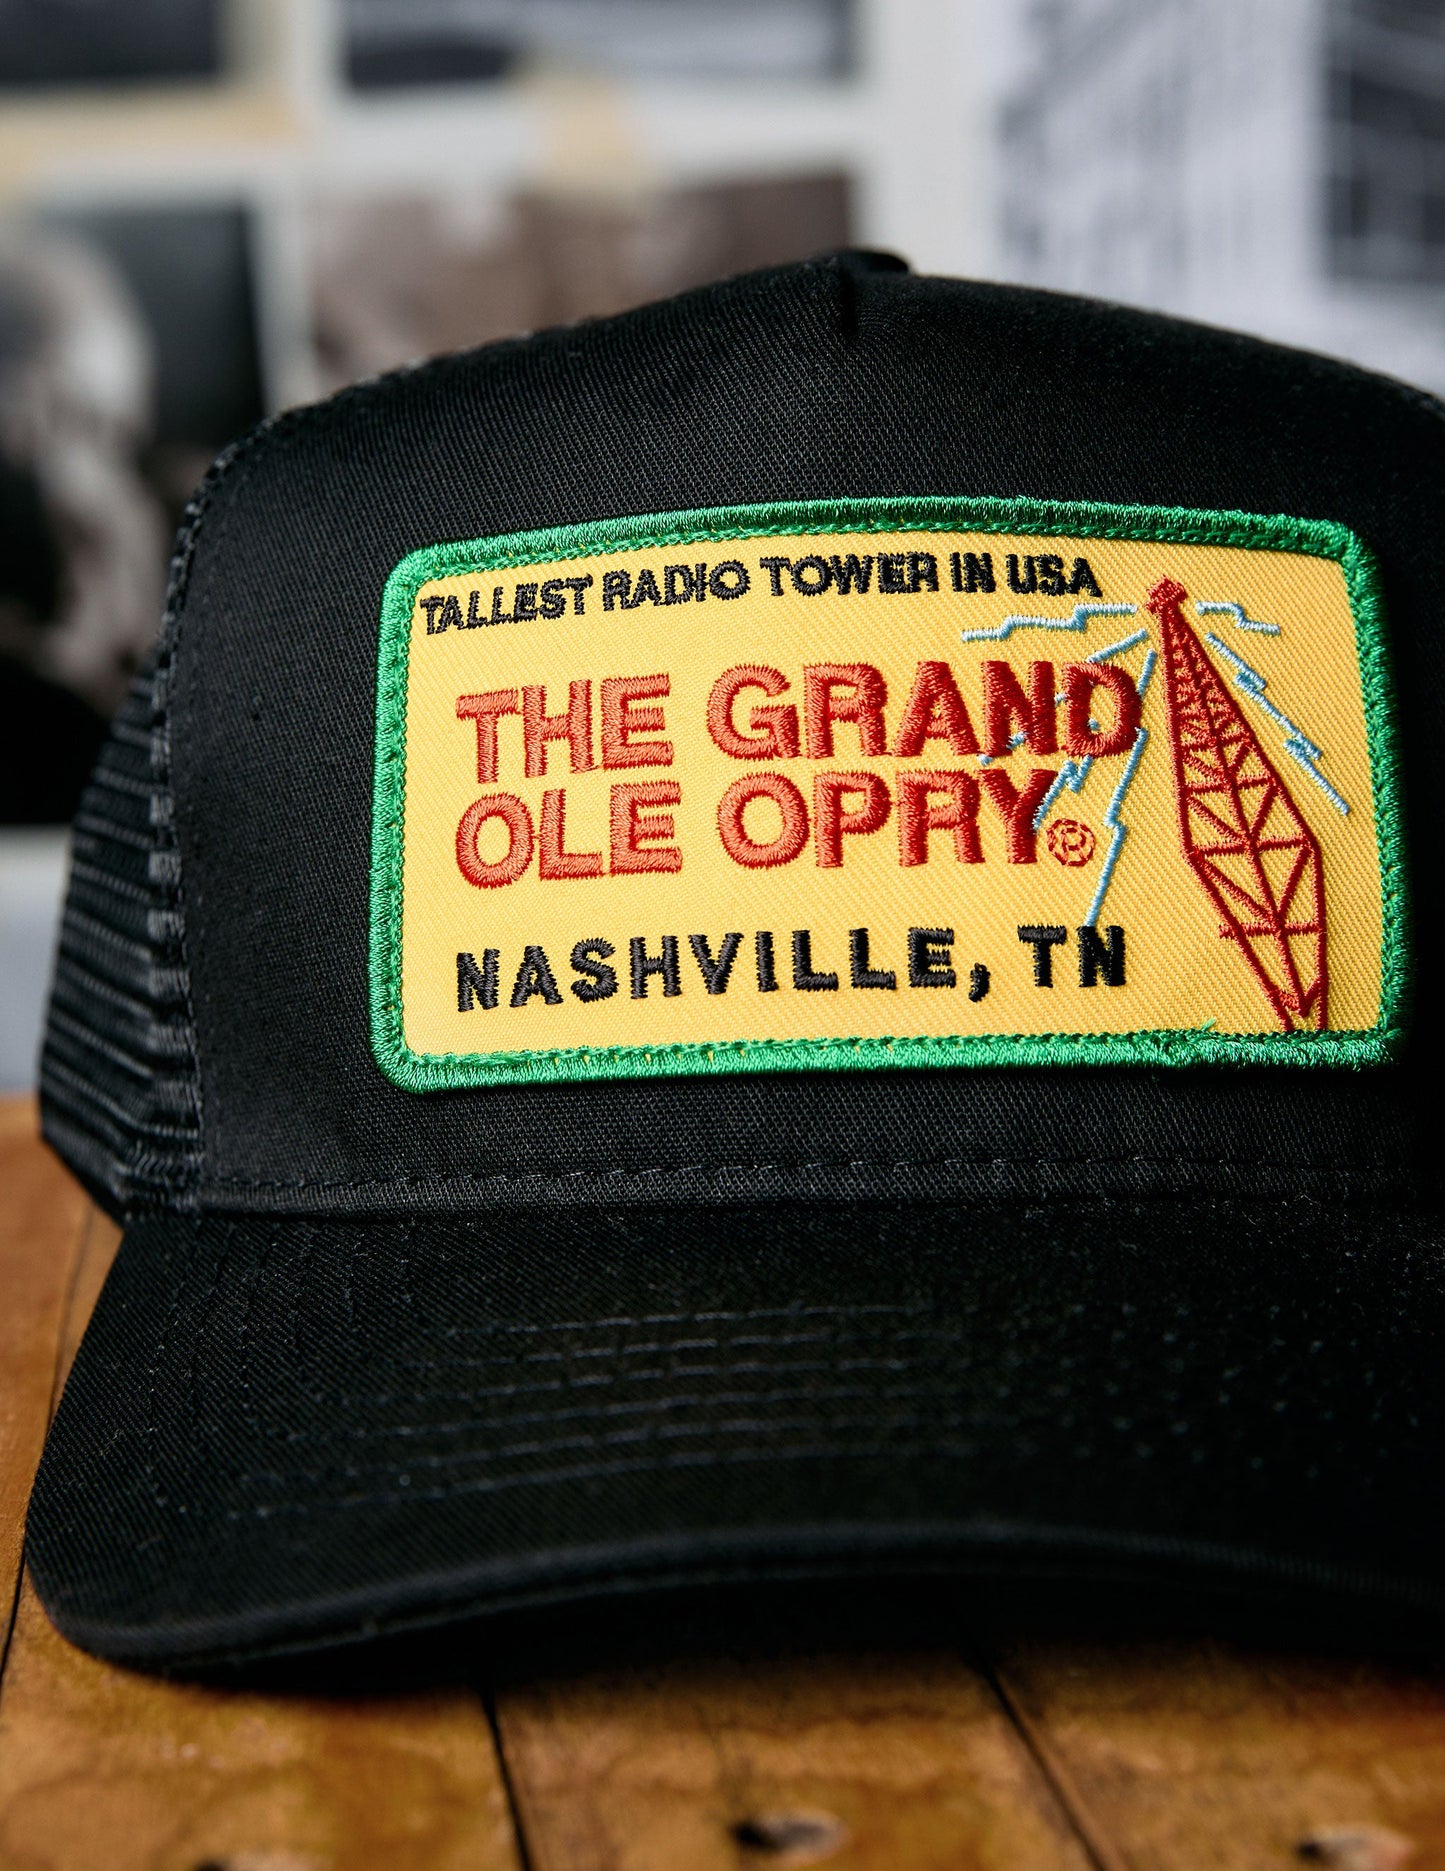 TALLEST RADIO TOWER IN USA
THE GRAND
OLE OPRY®
NASHVILLE, TN